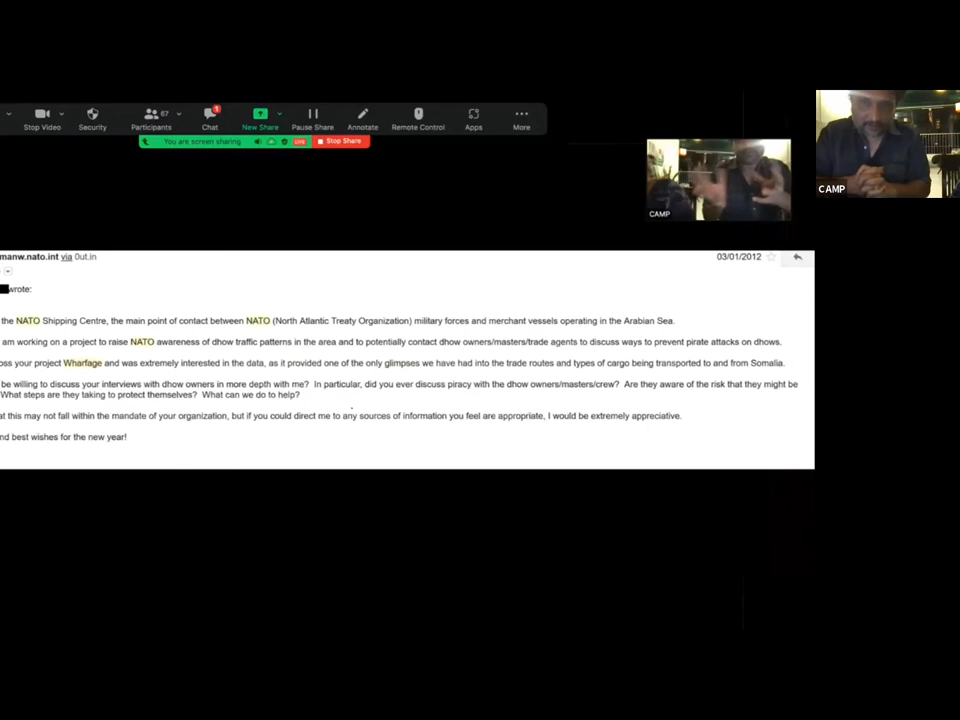 67
1
Stop Video
Security
Participants
Chat
New Share
Pause Share
Annotate
Remote Control
Apps
More
You are screen sharing
LIVE
Stop Share
CAMP
CAMP
manw.nato.int via 0ut.in
03/01/2012
wrote:
the NATO Shipping Centre, the main point of contact between NATO (North Atlantic Treaty Organization) military forces and merchant vessels operating in the Arabian Sea.
am working on a project to raise NATO awareness of dhow traffic patterns in the area and to potentially contact dhow owners/masters/trade agents to discuss ways to prevent pirate attacks on dhows.
oss your project Wharfage and was extremely interested in the data, as it provided one of the only glimpses we have had into the trade routes and types of cargo being transported to and from Somalia.
be willing to discuss your interviews with dhow owners in more depth with me? In particular, did you ever discuss piracy with the dhow owners/masters/crew? Are they aware of the risk that they might be
What steps are they taking to protect themselves? What can we do to help?
at this may not fall within the mandate of your organization, but if you could direct me to any sources of information you feel are appropriate, I would be extremely appreciative.
nd best wishes for the new year!